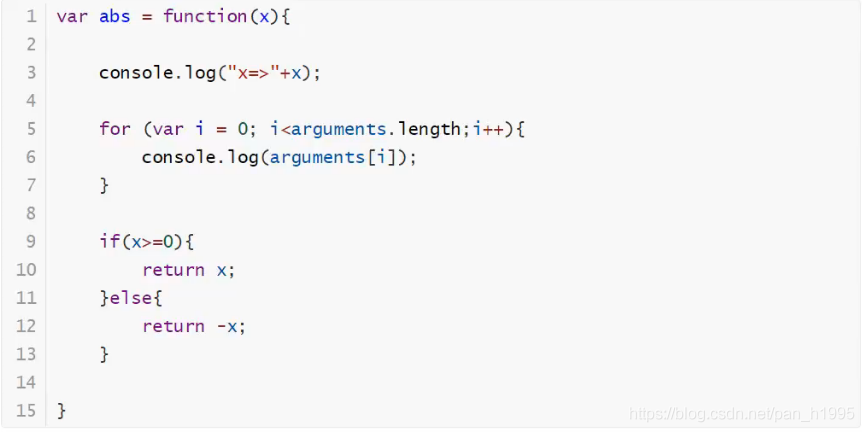 1 var abs = function(x){
2
3     console.log("x=>"+x);
4
5     for (var i = 0; i<arguments.length;i++){
6         console.log(arguments[i]);
7     }
8
9     if(x>=0){
10         return x;
11     }else{
12         return -x;
13     }
14
15 }
https://blog.csdn.net/pan_h1995